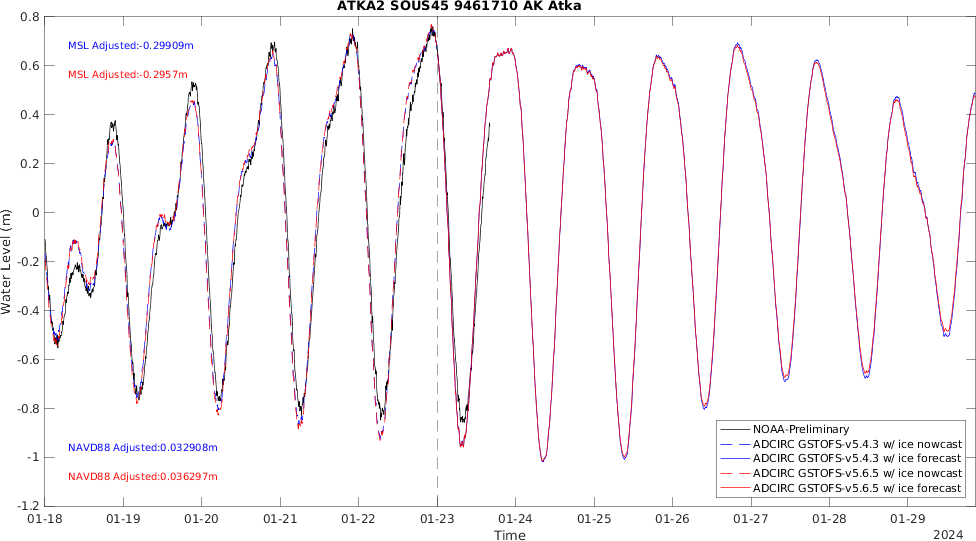 ATKA2 SOUS45 9461710 AK Atka
0.8
0.6
0.4
0.2
0
-0.2
-0.4
-0.6
-0.8
-1
-1.2
Water Level (m)
MSL Adjusted:-0.29909m
MSL Adjusted:-0.2957m
NAVD88 Adjusted:0.032908m
NAVD88 Adjusted:0.036297m
NOAA-Preliminary
ADCIRC GSTOFS-v5.4.3 w/ ice nowcast
ADCIRC GSTOFS-v5.4.3 w/ ice forecast
ADCIRC GSTOFS-v5.6.5 w/ ice nowcast
ADCIRC GSTOFS-v5.6.5 w/ ice forecast
01-18 01-19 01-20 01-21 01-22 01-23 01-24 01-25 01-26 01-27 01-28 01-29
Time
2024